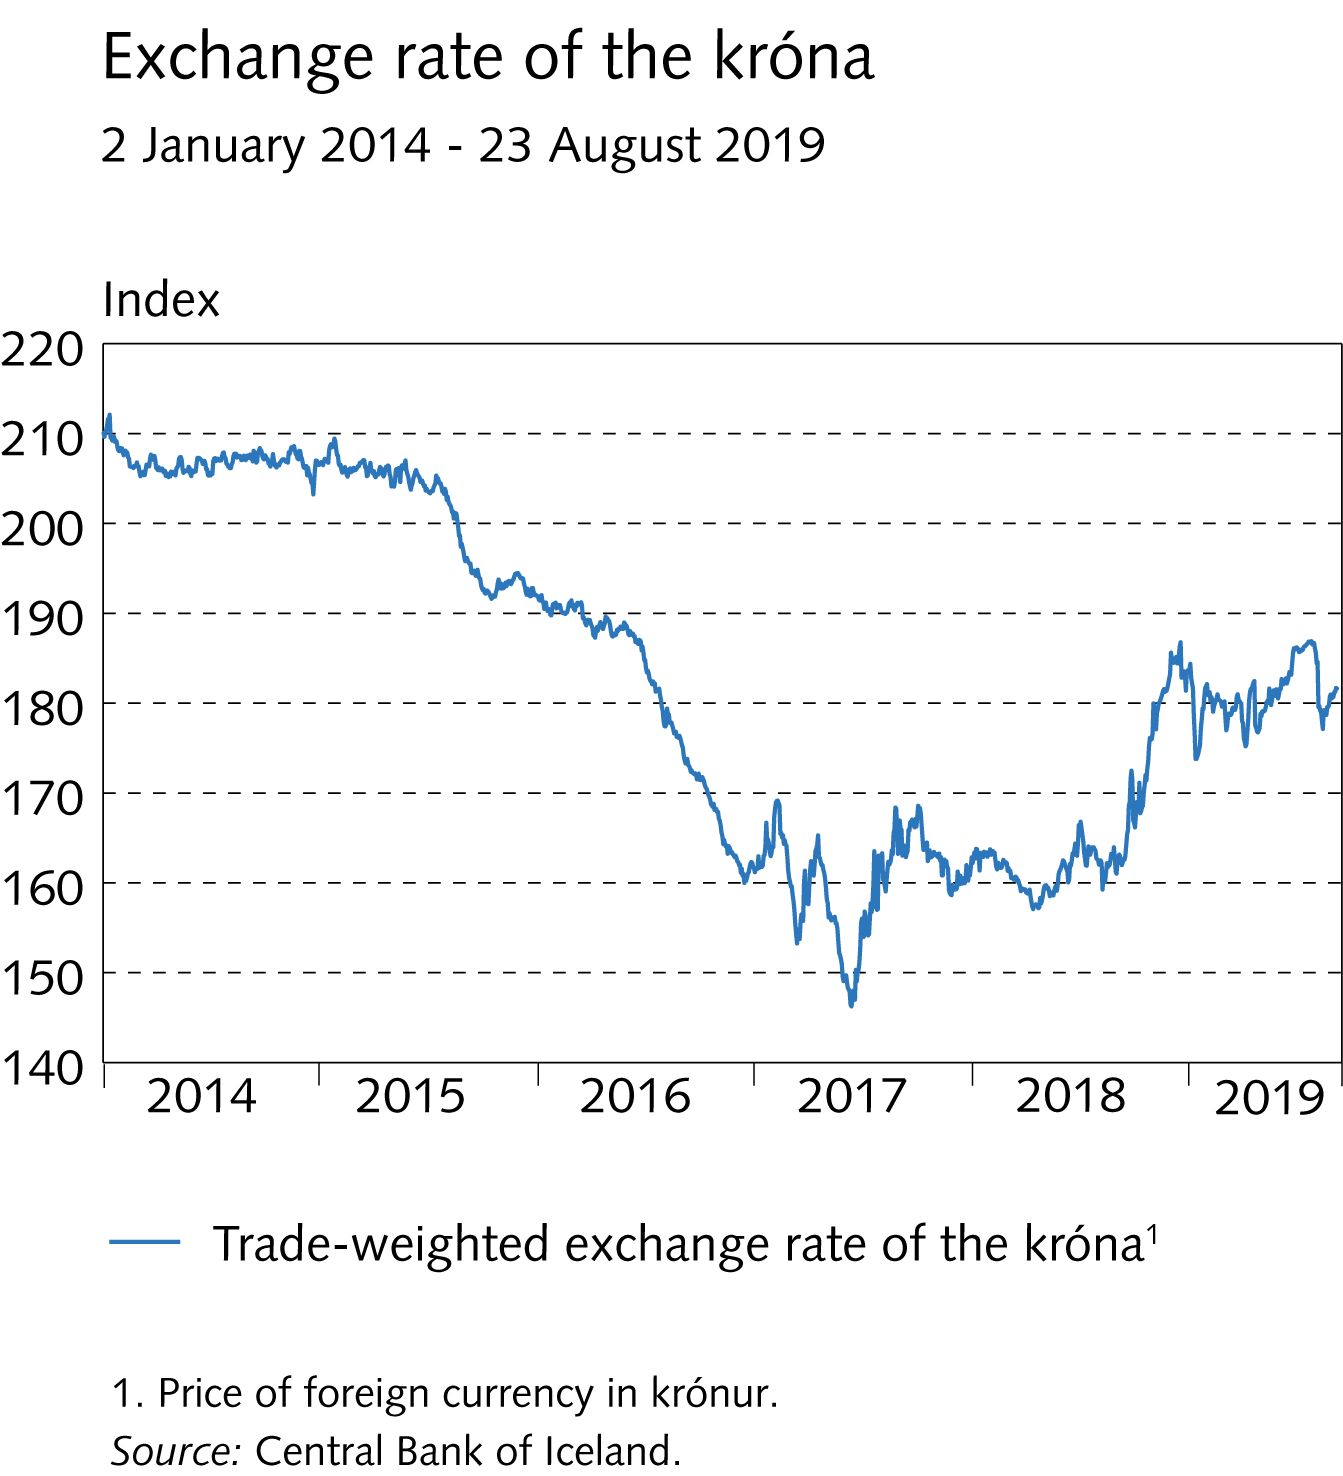 Exchange rate of the króna
2 January 2014 - 23 August 2019
Index
220
210
200
190
180
170
160
150
140
2014 2015 2016 2017 2018 2019
Trade-weighted exchange rate of the króna¹
1. Price of foreign currency in krónur.
Source: Central Bank of Iceland.